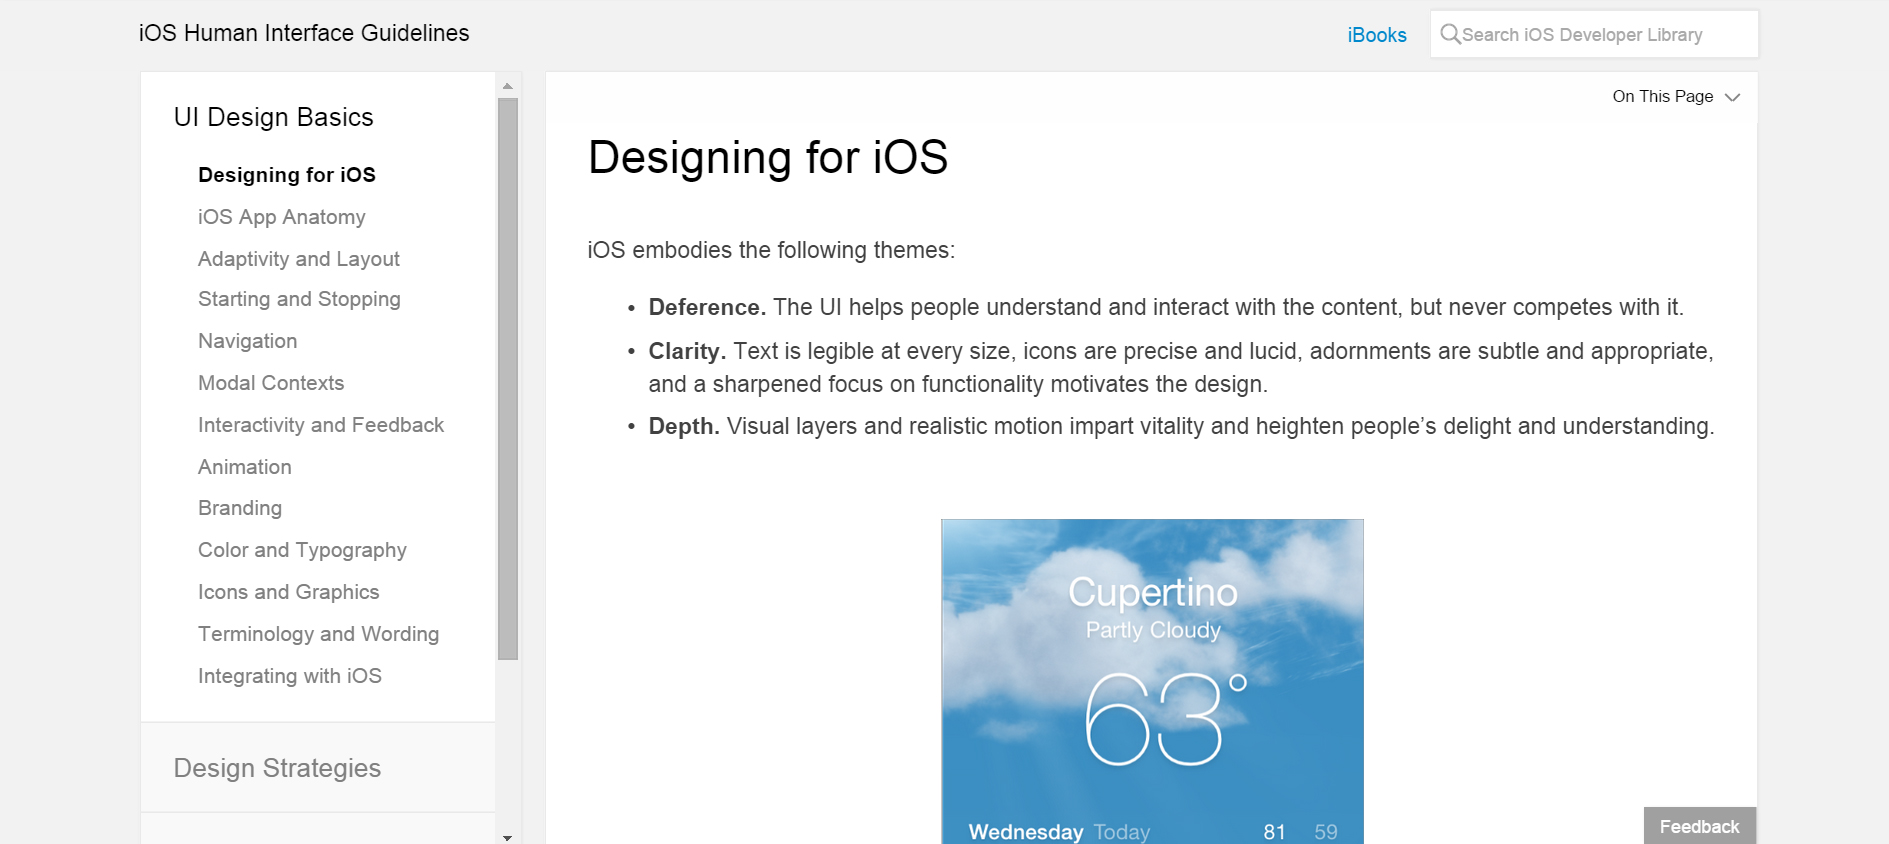 iOS Human Interface Guidelines
iBooks
Search iOS Developer Library
UI Design Basics
Designing for iOS
iOS App Anatomy
Adaptivity and Layout
Starting and Stopping
Navigation
Modal Contexts
Interactivity and Feedback
Animation
Branding
Color and Typography
Icons and Graphics
Terminology and Wording
Integrating with iOS
Design Strategies
On This Page
Designing for iOS
iOS embodies the following themes:
• Deference. The UI helps people understand and interact with the content, but never competes with it.
• Clarity. Text is legible at every size, icons are precise and lucid, adornments are subtle and appropriate,
and a sharpened focus on functionality motivates the design.
• Depth. Visual layers and realistic motion impart vitality and heighten people’s delight and understanding.
Cupertino
Partly Cloudy
63°
Wednesday Today 81 59
Feedback